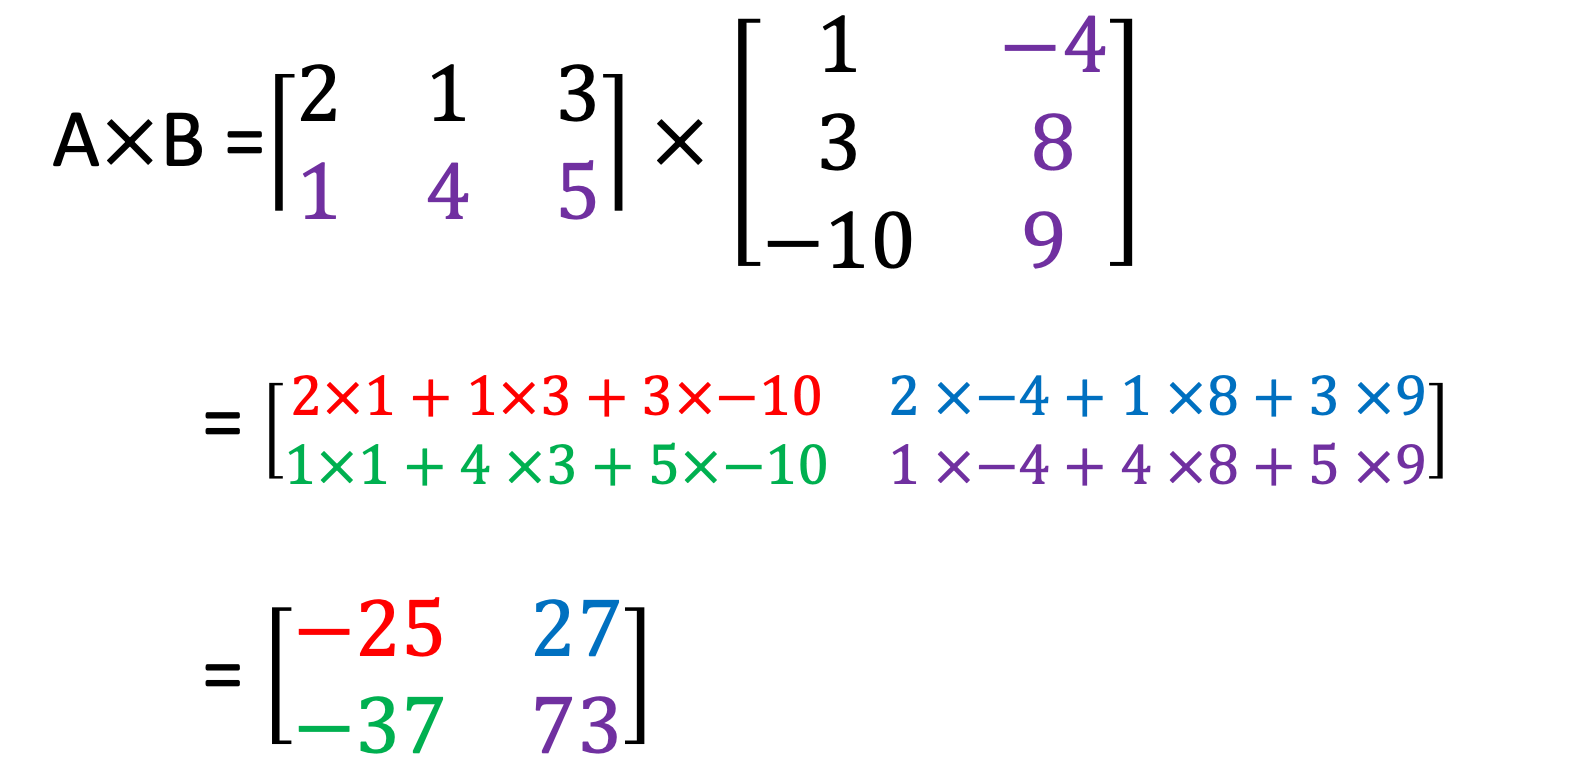 A×B = [2 1 3
1 4 5] × [1 −4
3 8
−10 9]
= [2×1 + 1×3 + 3×−10 2 ×−4 + 1 ×8 + 3 ×9
1×1 + 4 ×3 + 5×−10 1 ×−4 + 4 ×8 + 5 ×9]
= [−25 27
−37 73]